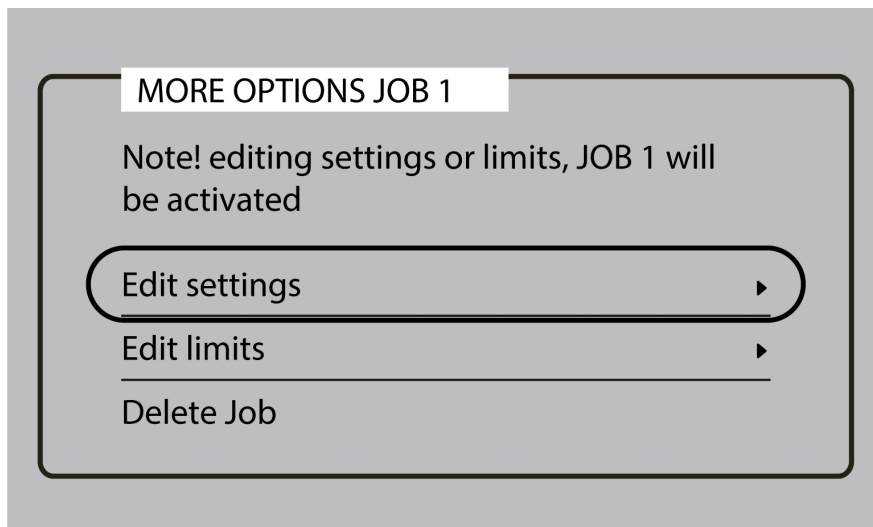 MORE OPTIONS JOB 1
Note! editing settings or limits, JOB 1 will
be activated
Edit settings
Edit limits
Delete Job